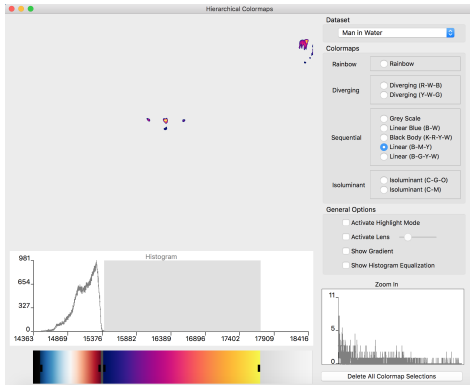 Hierarchical Colormaps
Dataset
Man in Water
Colormaps
Rainbow
Rainbow
Diverging
Diverging (R-W-B)
Diverging (Y-W-G)
Sequential
Grey Scale
Linear Blue (B-W)
Black Body (K-R-Y-W)
Linear (B-M-Y)
Linear (B-G-Y-W)
Isoluminant
Isoluminant (C-G-O)
Isoluminant (C-M)
General Options
Activate Highlight Mode
Activate Lens
Show Gradient
Show Histogram Equalization
Histogram
981
654
327
0
14363 14869 15376 15882 16389 16896 17402 17909 18416
Zoom In
11
5
0
Delete All Colormap Selections